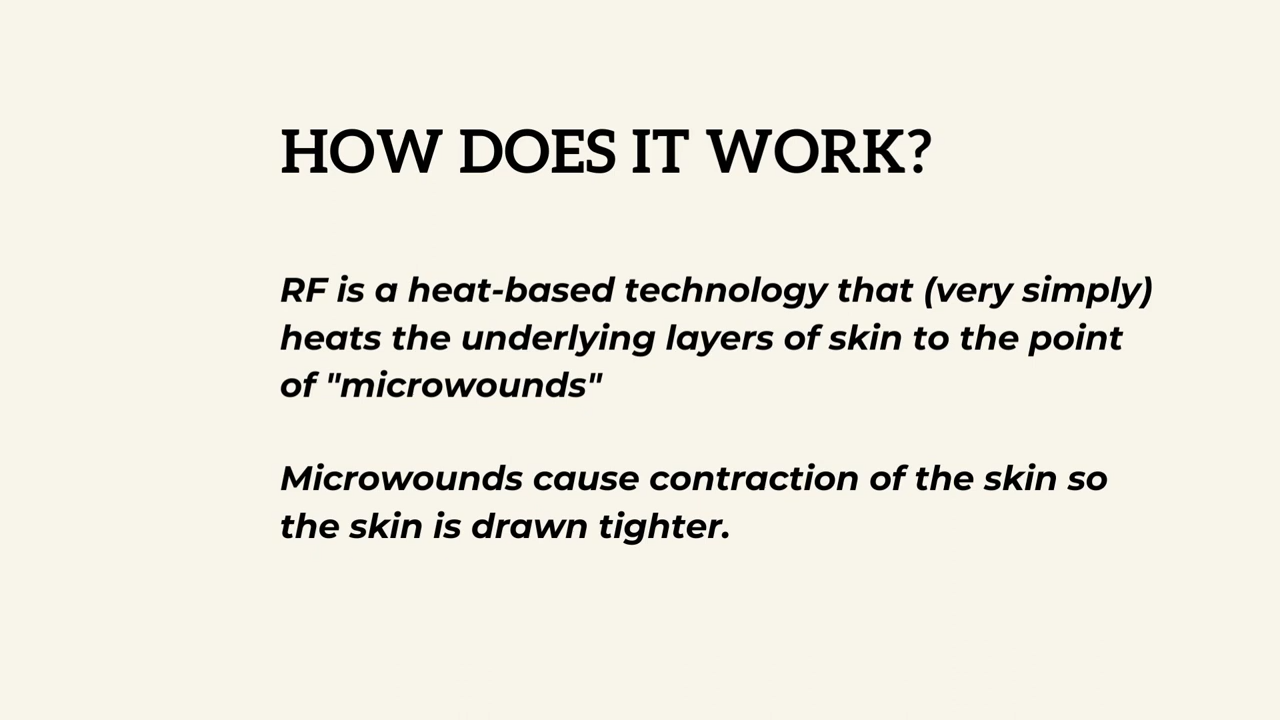 HOW DOES IT WORK?
RF is a heat-based technology that (very simply)
heats the underlying layers of skin to the point
of "microwounds"
Microwounds cause contraction of the skin so
the skin is drawn tighter.